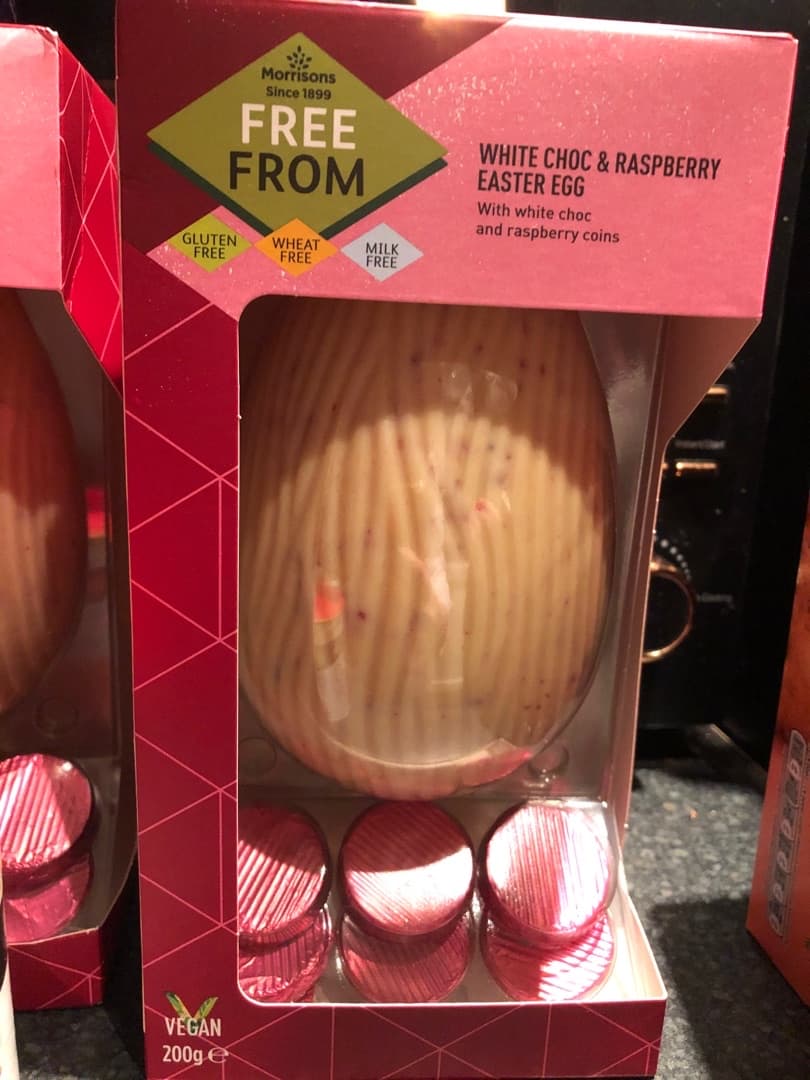 Morrisons
Since 1899
FREE
FROM
GLUTEN
FREE
WHEAT
FREE
MILK
FREE
WHITE CHOC & RASPBERRY
EASTER EGG
With white choc
and raspberry coins
VEGAN
200g ℮